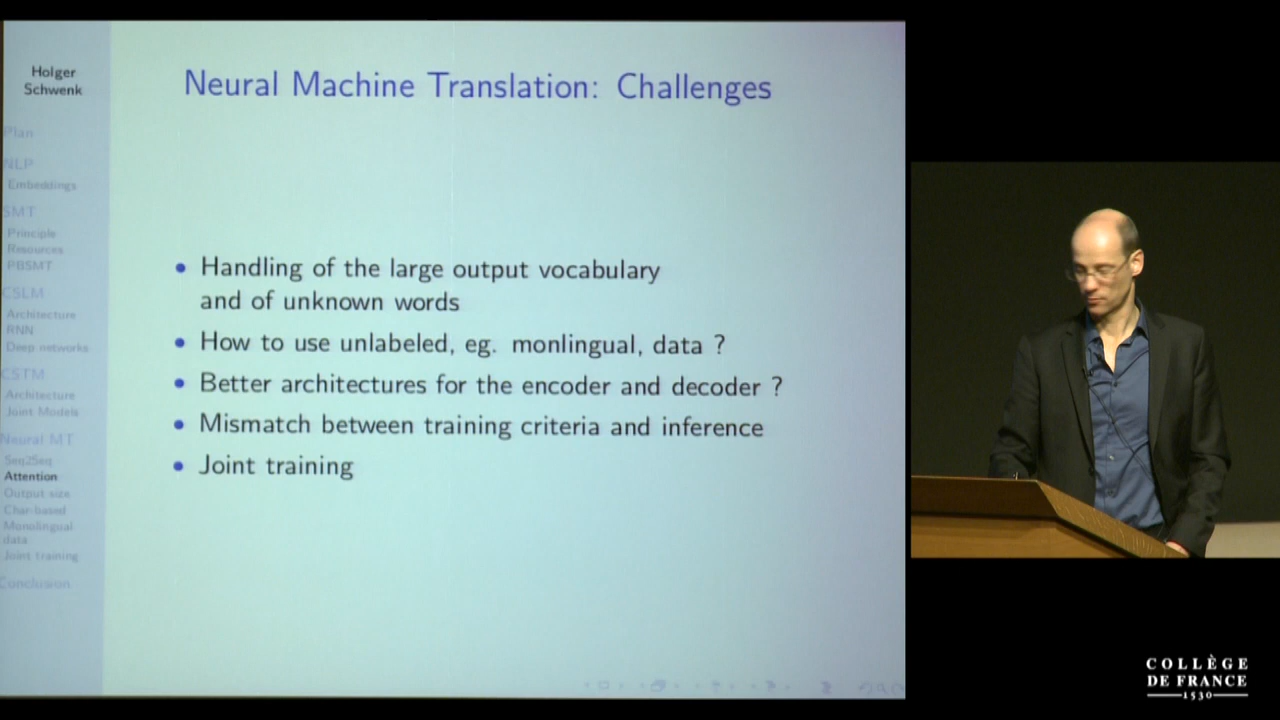 Holger
Schwenk
Plan
NLP
Embeddings
SMT
Principle
Resources
PBSMT
CSLM
Architecture
RNN
Deep networks
CSTM
Architecture
Joint Models
Neural MT
Seq2Seq
Attention
Output size
Char-based
Monolingual
data
Joint training
Conclusion
Neural Machine Translation: Challenges
• Handling of the large output vocabulary
and of unknown words
• How to use unlabeled, eg. monlingual, data ?
• Better architectures for the encoder and decoder ?
• Mismatch between training criteria and inference
• Joint training
COLLÈGE
DE FRANCE
1530